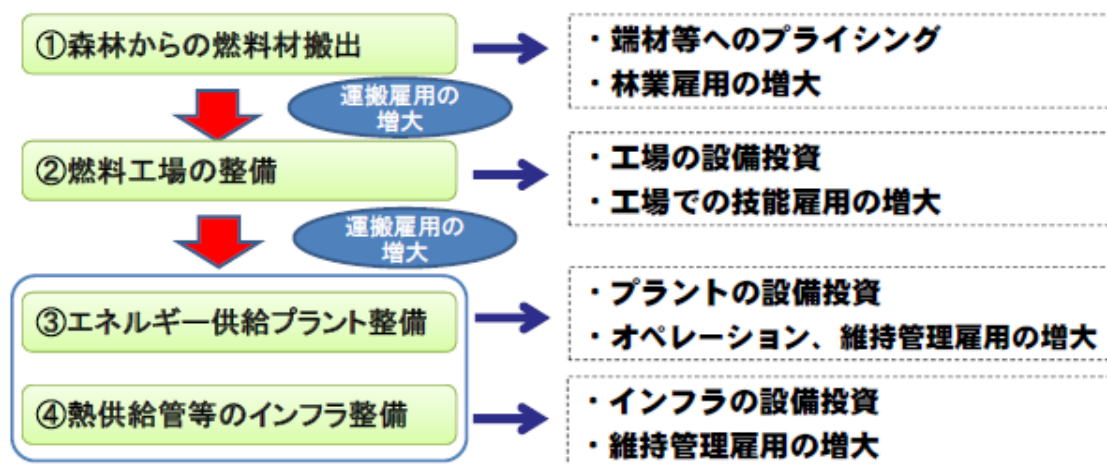 ①森林からの燃料材搬出
・端材等へのプライシング
・林業雇用の増大
運搬雇用の
増大
②燃料工場の整備
・工場の設備投資
・工場での技能雇用の増大
運搬雇用の
増大
③エネルギー供給プラント整備
・プラントの設備投資
・オペレーション、維持管理雇用の増大
④熱供給管等のインフラ整備
・インフラの設備投資
・維持管理雇用の増大